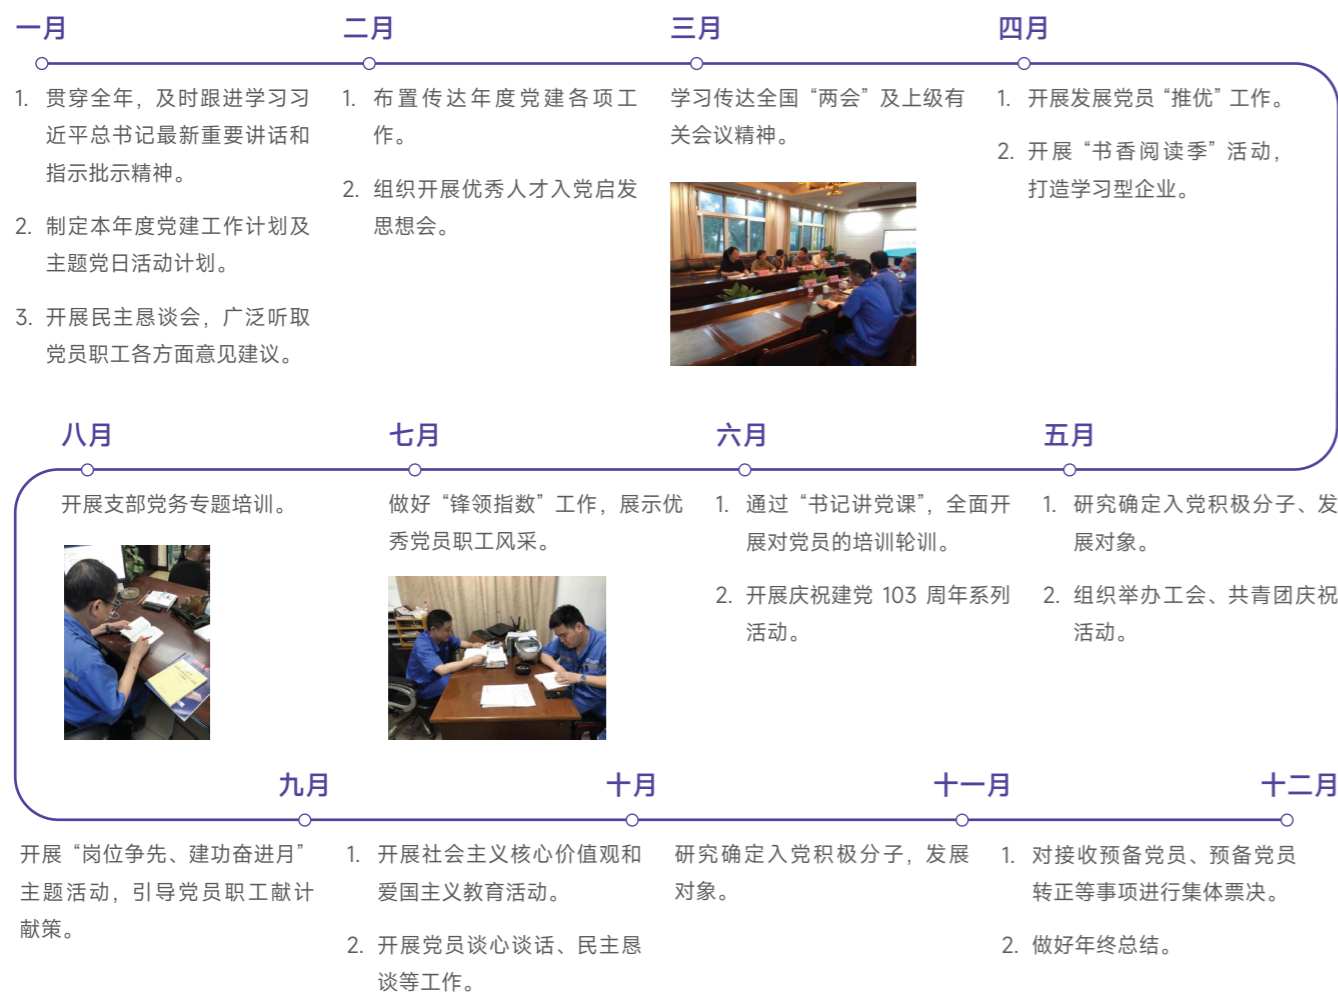 一月
1. 贯穿全年，及时跟进学习习
近平总书记最新重要讲话和
指示批示精神。
2. 制定本年度党建工作计划及
主题党日活动计划。
3. 开展民主恳谈会，广泛听取
党员职工各方面意见建议。
二月
1. 布置传达年度党建各项工
作。
2. 组织开展优秀人才入党启发
思想会。
三月
学习传达全国“两会”及上级有
关会议精神。
四月
1. 开展发展党员“推优”工作。
2. 开展“书香阅读季”活动，
打造学习型企业。
五月
1. 研究确定入党积极分子、发
展对象。
2. 组织举办工会、共青团庆祝
活动。
六月
1. 通过“书记讲党课”，全面开
展对党员的培训轮训。
2. 开展庆祝建党 103 周年系列
活动。
七月
做好“锋领指数”工作，展示优
秀党员职工风采。
八月
开展支部党务专题培训。
九月
开展“岗位争先、建功奋进月”
主题活动，引导党员职工献计
献策。
十月
1. 开展社会主义核心价值观和
爱国主义教育活动。
2. 开展党员谈心谈话、民主恳
谈等工作。
十一月
研究确定入党积极分子，发展
对象。
十二月
1. 对接收预备党员、预备党员
转正等事项进行集体票决。
2. 做好年终总结。